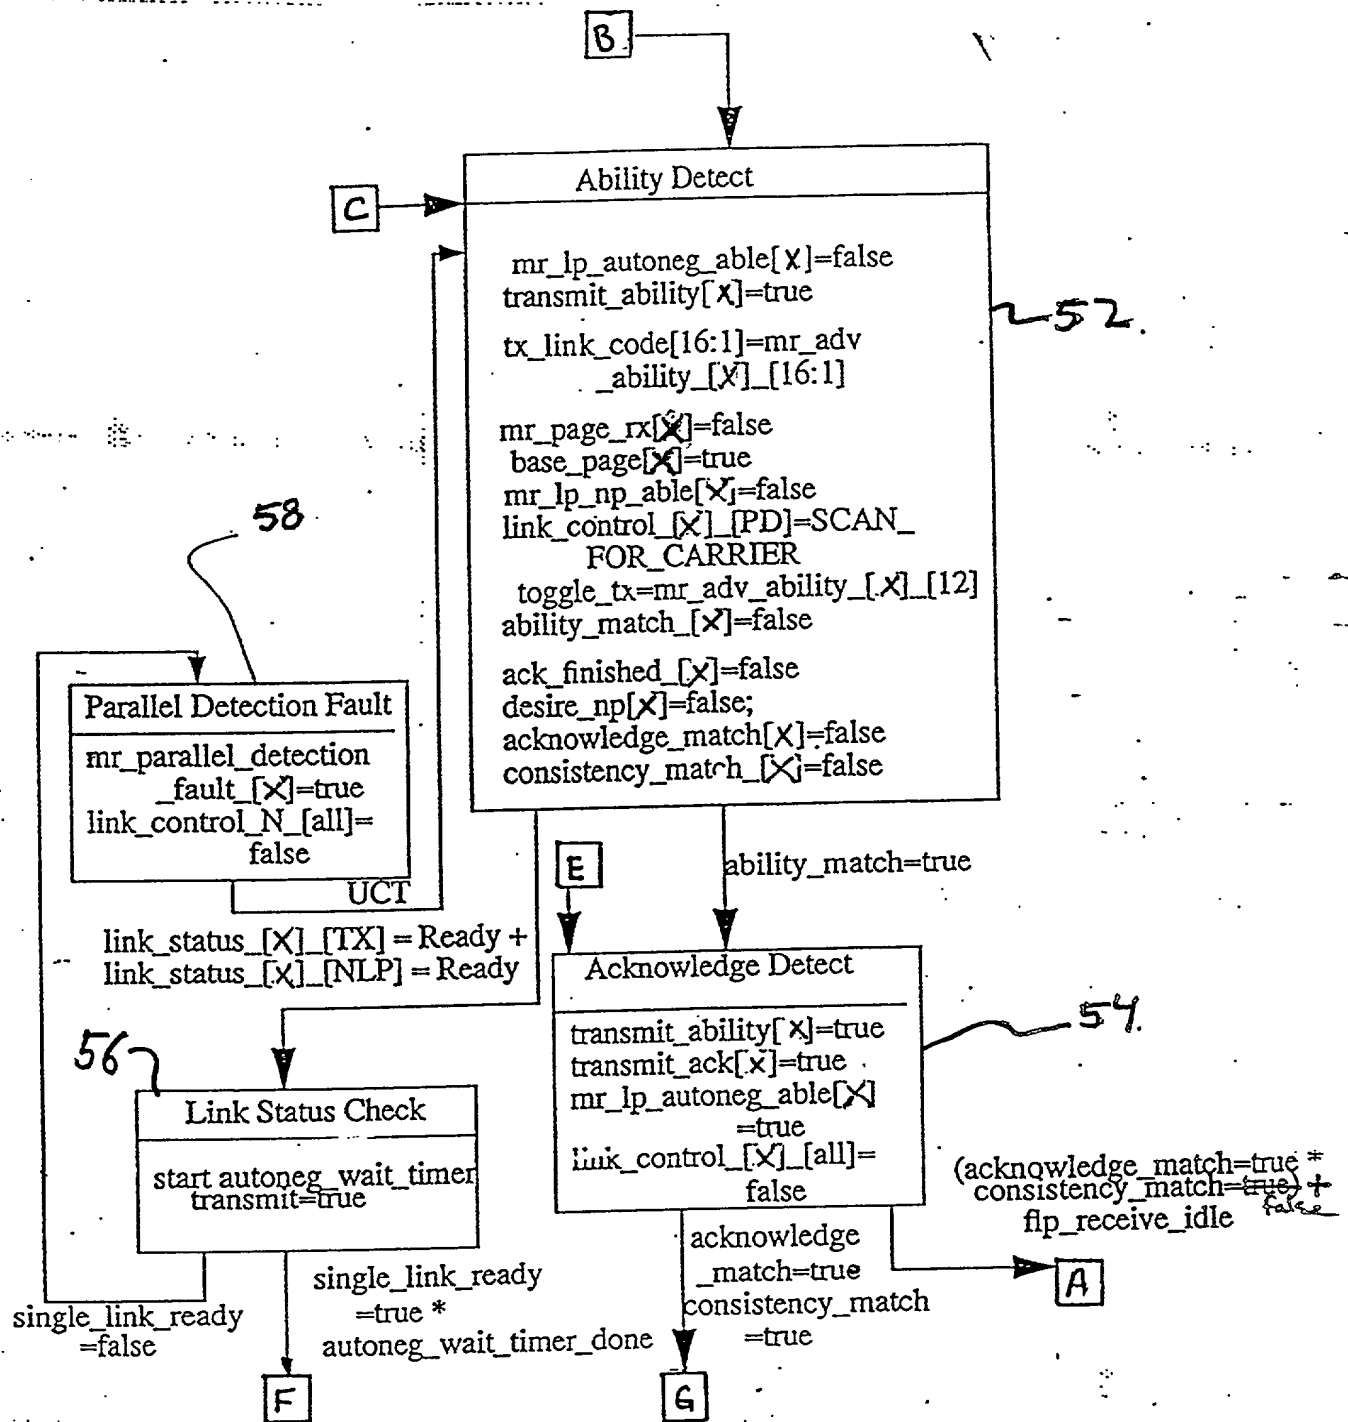 B
Ability Detect
C
mr_lp_autoneg_able[X]=false
transmit_ability[X]=true
tx_link_code[16:1]=mr_adv
_ability_[X]_[16:1]
52.
mr_page_rx[X]=false
base_page[X]=true
mr_lp_np_able[X]=false
link_control_[X]_[PD]=SCAN_
FOR_CARRIER
toggle_tx=mr_adv_ability_[X]_[12]
ability_match_[X]=false
ack_finished_[X]=false
desire_np[X]=false;
acknowledge_match[X]=false
consistency_match_[X]=false
58
Parallel Detection Fault
mr_parallel_detection
_fault_[X]=true
link_control_N_[all]=
false
UCT
E
ability_match=true
link_status_[X]_[TX] = Ready +
link_status_[X]_[NLP] = Ready
Acknowledge Detect
transmit_ability[X]=true
transmit_ack[X]=true
mr_lp_autoneg_able[X]
=true
link_control_[X]_[all]=
false
54.
56
Link Status Check
start autoneg_wait_timer
transmit=true
(acknowledge_match=true *
consistency_match=true) +
false
flp_receive_idle
A
single_link_ready
=false
single_link_ready
=true *
autoneg_wait_timer_done
acknowledge
_match=true
consistency_match
=true
F
G